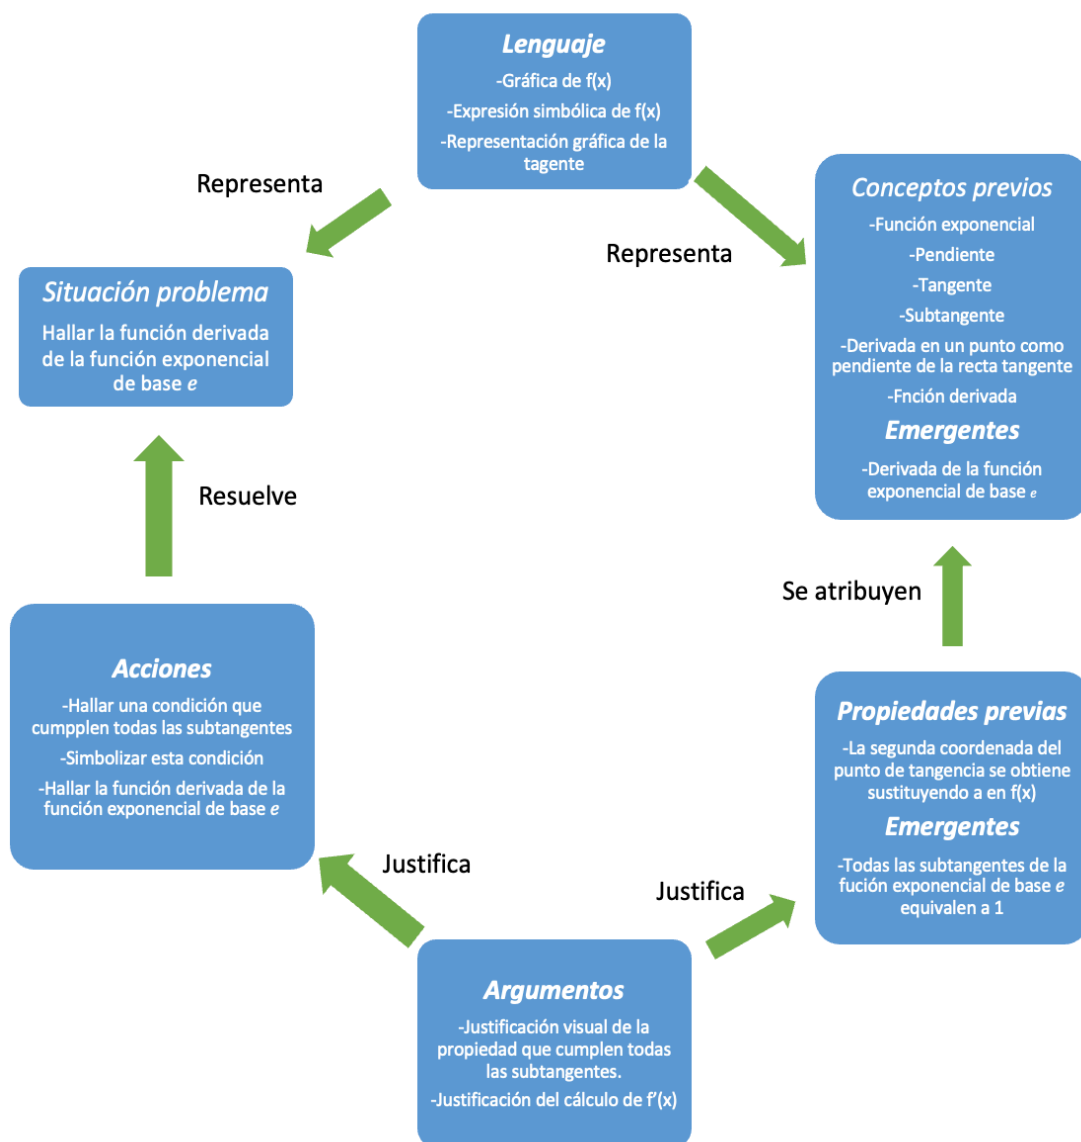 Lenguaje
-Gráfica de f(x)
-Expresión simbólica de f(x)
-Representación gráfica de la
tagente
Representa
Representa
Conceptos previos
-Función exponencial
-Pendiente
-Tangente
-Subtangente
-Derivada en un punto como
pendiente de la recta tangente
-Fnción derivada
Emergentes
-Derivada de la función
exponencial de base e
Situación problema
Hallar la función derivada
de la función exponencial
de base e
Resuelve
Se atribuyen
Acciones
-Hallar una condición que
cumpplen todas las subtangentes
-Simbolizar esta condición
-Hallar la función derivada de la
función exponencial de base e
Propiedades previas
-La segunda coordenada del
punto de tangencia se obtiene
sustituyendo a en f(x)
Emergentes
-Todas las subtangentes de la
fución exponencial de base e
equivalen a 1
Justifica
Justifica
Argumentos
-Justificación visual de la
propiedad que cumplen todas
las subtangentes.
-Justificación del cálculo de f’(x)